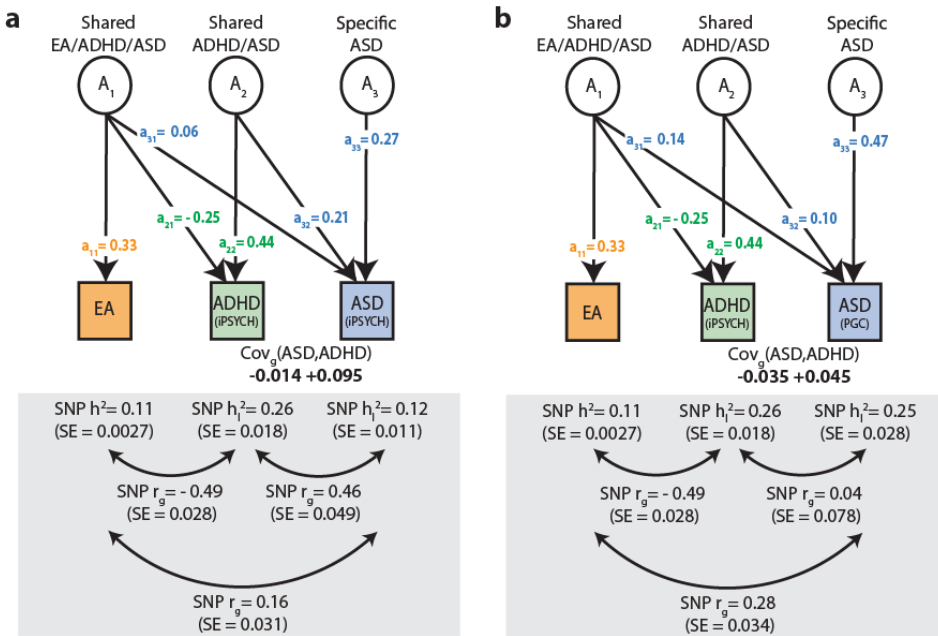 a
Shared
EA/ADHD/ASD
Shared
ADHD/ASD
Specific
ASD
A1
A2
A3
a31= 0.06
a33= 0.27
a21= - 0.25
a32= 0.21
a11= 0.33
a22= 0.44
EA
ADHD
(iPSYCH)
ASD
(iPSYCH)
Covg(ASD,ADHD)
-0.014 +0.095
SNP h2= 0.11
(SE = 0.0027)
SNP hl2= 0.26
(SE = 0.018)
SNP hl2= 0.12
(SE = 0.011)
SNP rg= - 0.49
(SE = 0.028)
SNP rg= 0.46
(SE = 0.049)
SNP rg= 0.16
(SE = 0.031)
b
Shared
EA/ADHD/ASD
Shared
ADHD/ASD
Specific
ASD
A1
A2
A3
a31= 0.14
a33= 0.47
a21= - 0.25
a32= 0.10
a11= 0.33
a22= 0.44
EA
ADHD
(iPSYCH)
ASD
(PGC)
Covg(ASD,ADHD)
-0.035 +0.045
SNP h2= 0.11
(SE = 0.0027)
SNP hl2= 0.26
(SE = 0.018)
SNP hl2= 0.25
(SE = 0.028)
SNP rg= - 0.49
(SE = 0.028)
SNP rg= 0.04
(SE = 0.078)
SNP rg= 0.28
(SE = 0.034)